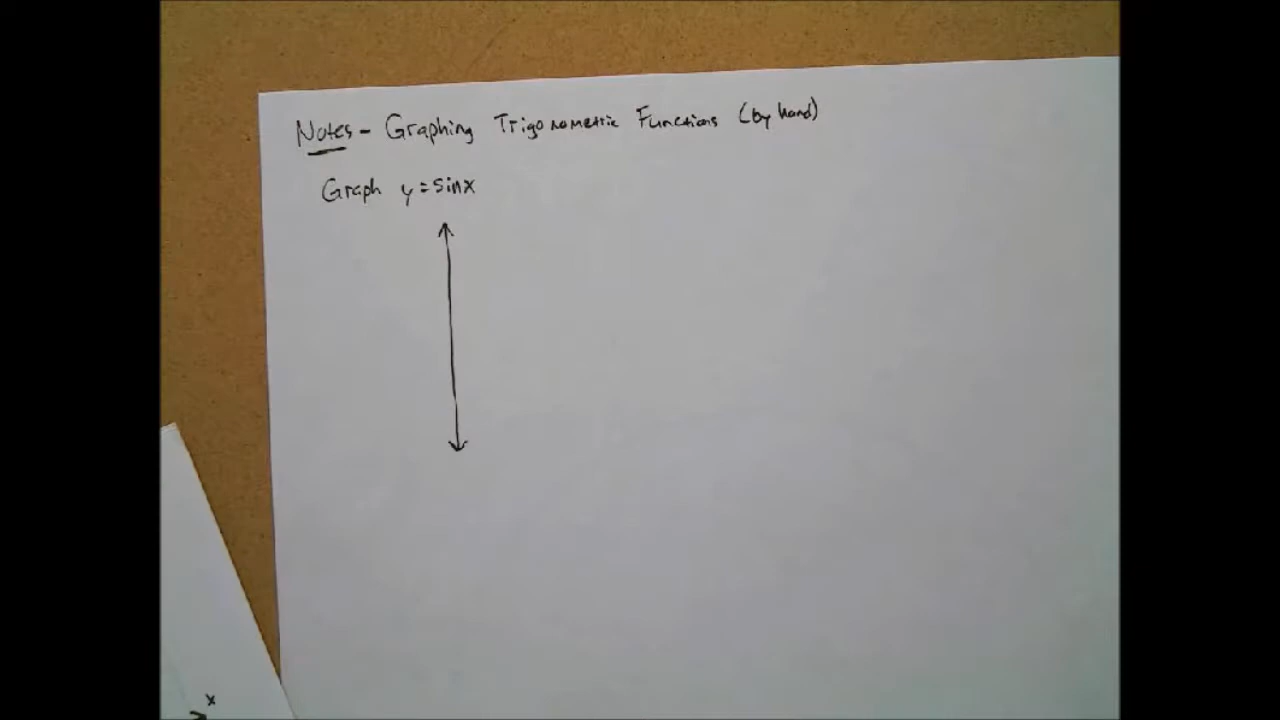 Notes - Graphing Trigonometric Functions (by hand)
Graph y = sinx
x